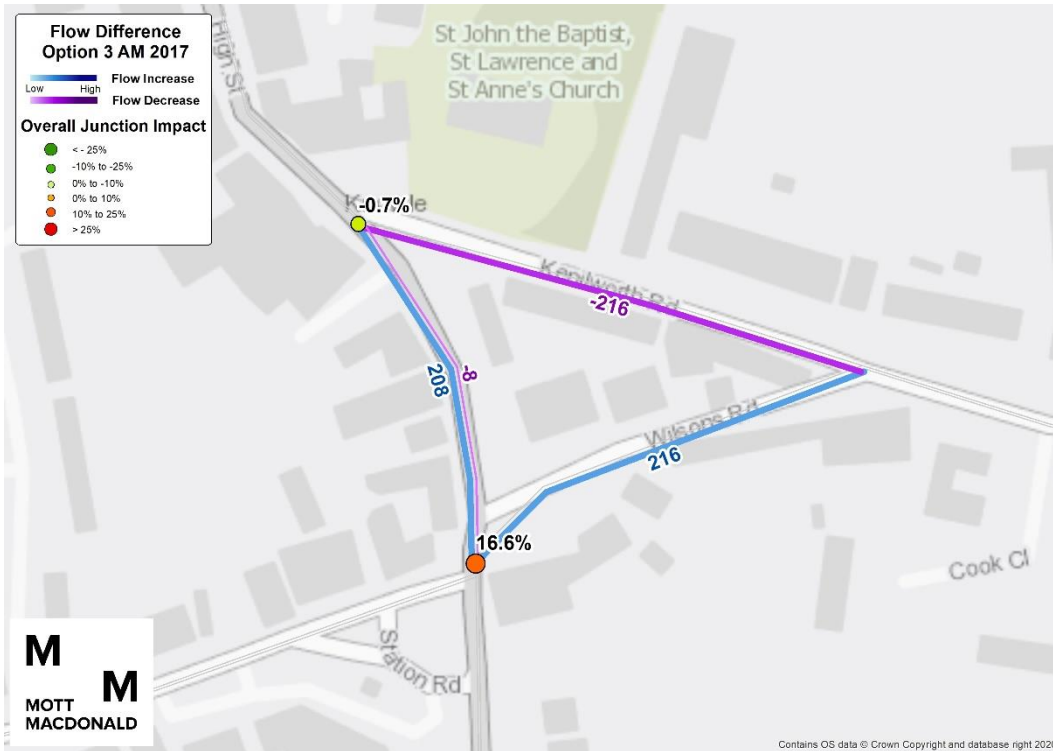 Flow Difference
Option 3 AM 2017
Flow Increase
Low High
Flow Decrease
Overall Junction Impact
< - 25%
-10% to -25%
0% to -10%
0% to 10%
10% to 25%
> 25%
High St
St John the Baptist,
St Lawrence and
St Anne's Church
-0.7%
Kenilworth Rd
-216
208
-8
Wilsons Rd
216
16.6%
Cook Cl
Station Rd
M
M
MOTT
MACDONALD
Contains OS data © Crown Copyright and database right